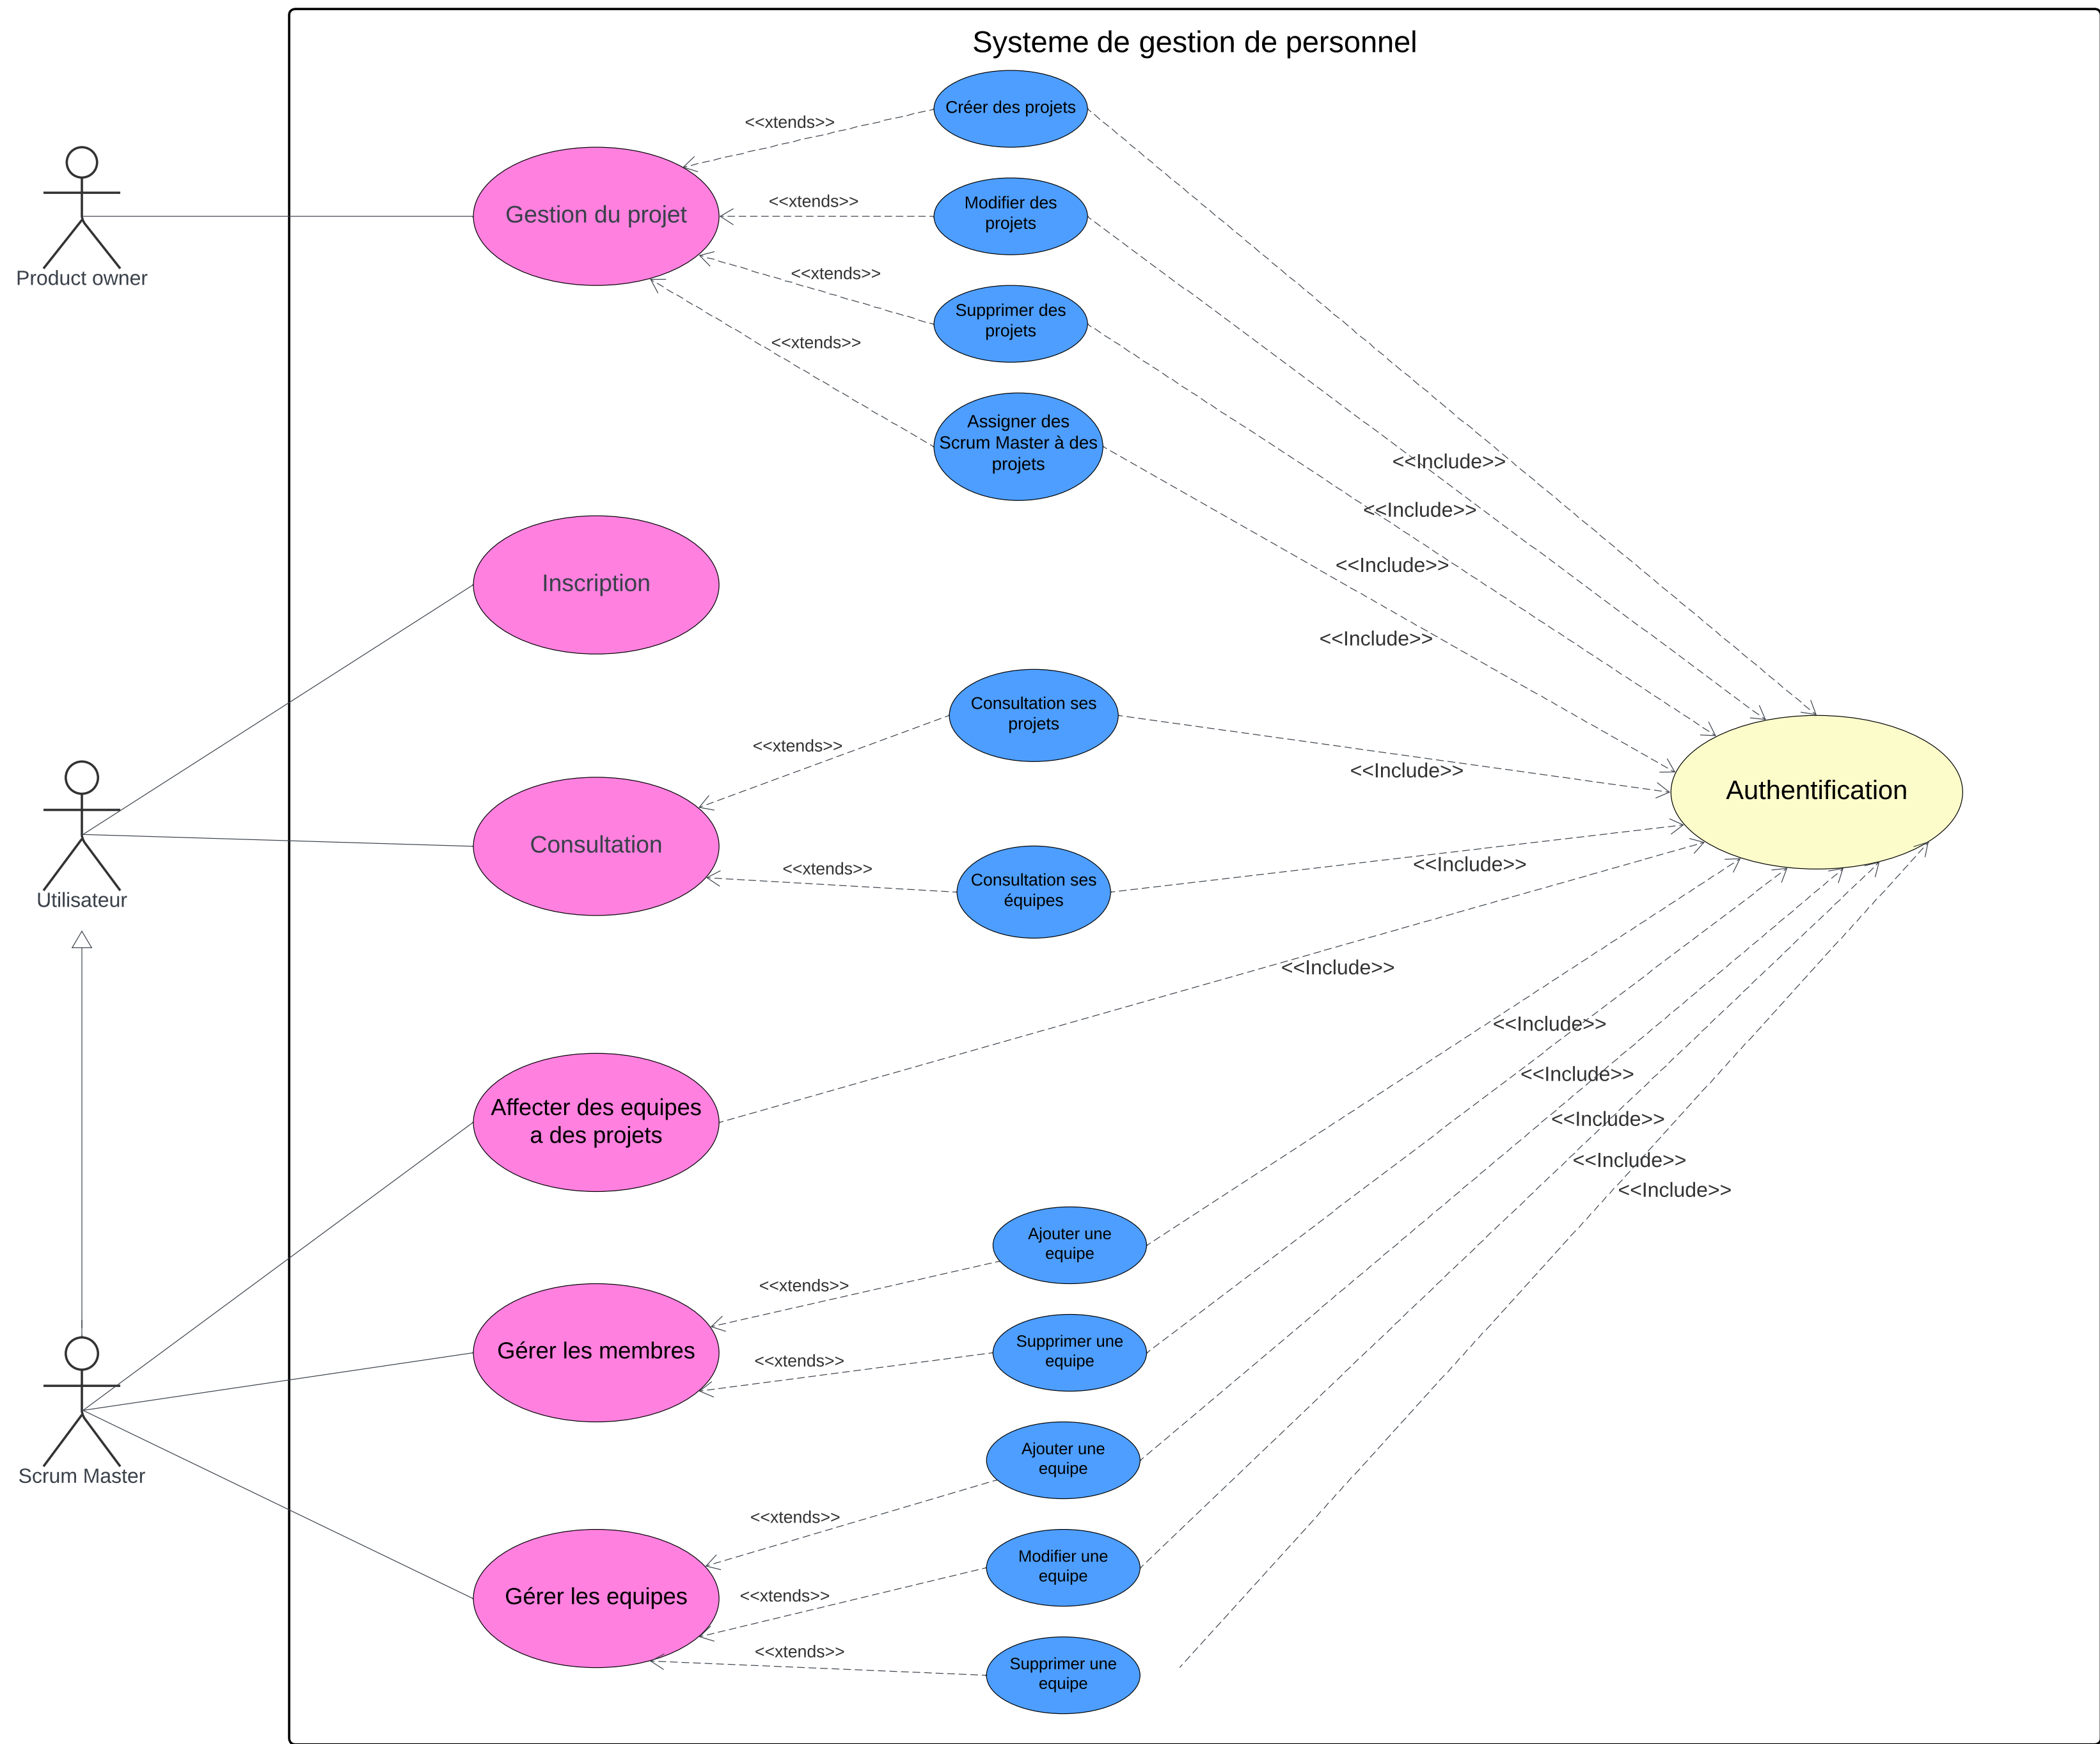 Systeme de gestion de personnel
Créer des projets
<<xtends>>
Modifier des
projets
<<xtends>>
Gestion du projet
Product owner
<<xtends>>
Supprimer des
projets
<<xtends>>
Assigner des
Scrum Master à des
projets
<<Include>>
<<Include>>
<<Include>>
Inscription
<<Include>>
Consultation ses
projets
<<xtends>>
<<Include>>
Authentification
Consultation
Utilisateur
<<xtends>>
<<Include>>
Consultation ses
équipes
<<Include>>
<<Include>>
<<Include>>
Affecter des equipes
a des projets
<<Include>>
<<Include>>
<<Include>>
Ajouter une
equipe
<<xtends>>
Supprimer une
equipe
Gérer les membres
<<xtends>>
Scrum Master
Ajouter une
equipe
<<xtends>>
Modifier une
equipe
Gérer les equipes
<<xtends>>
<<xtends>>
Supprimer une
equipe